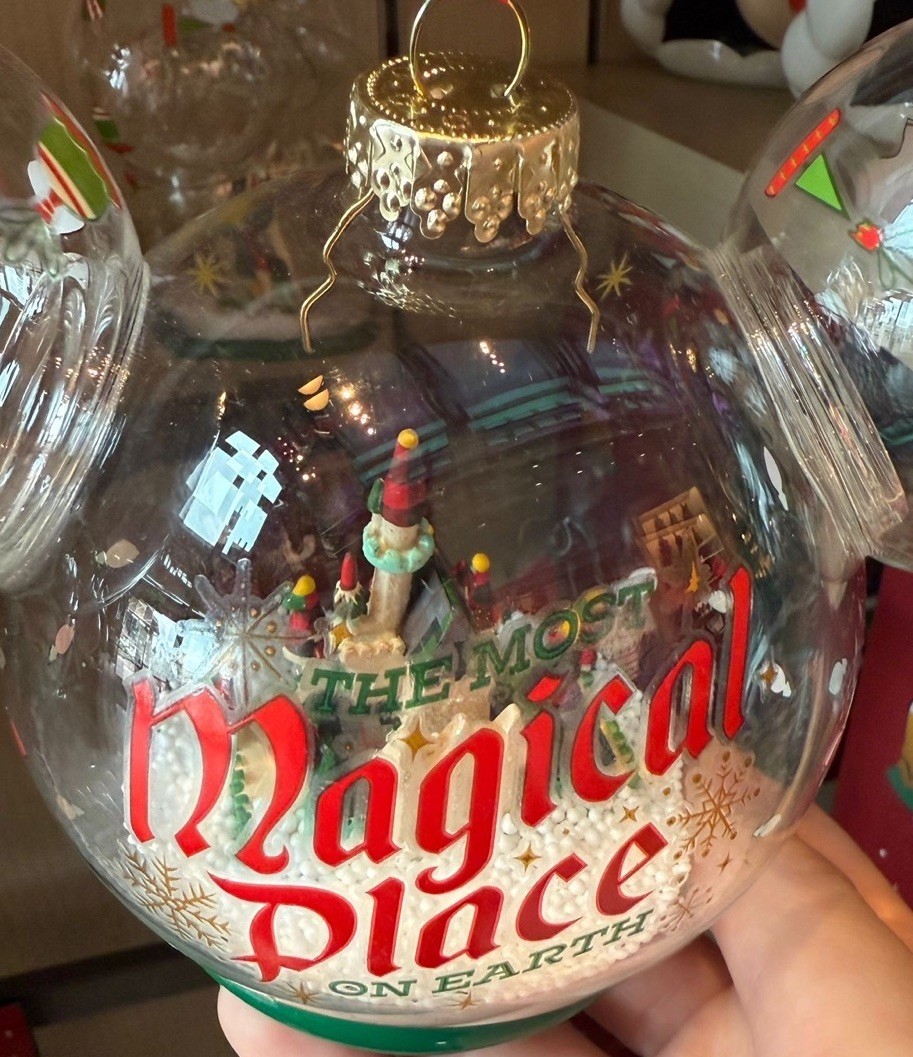 THE MOST
Magical
Place
ON EARTH